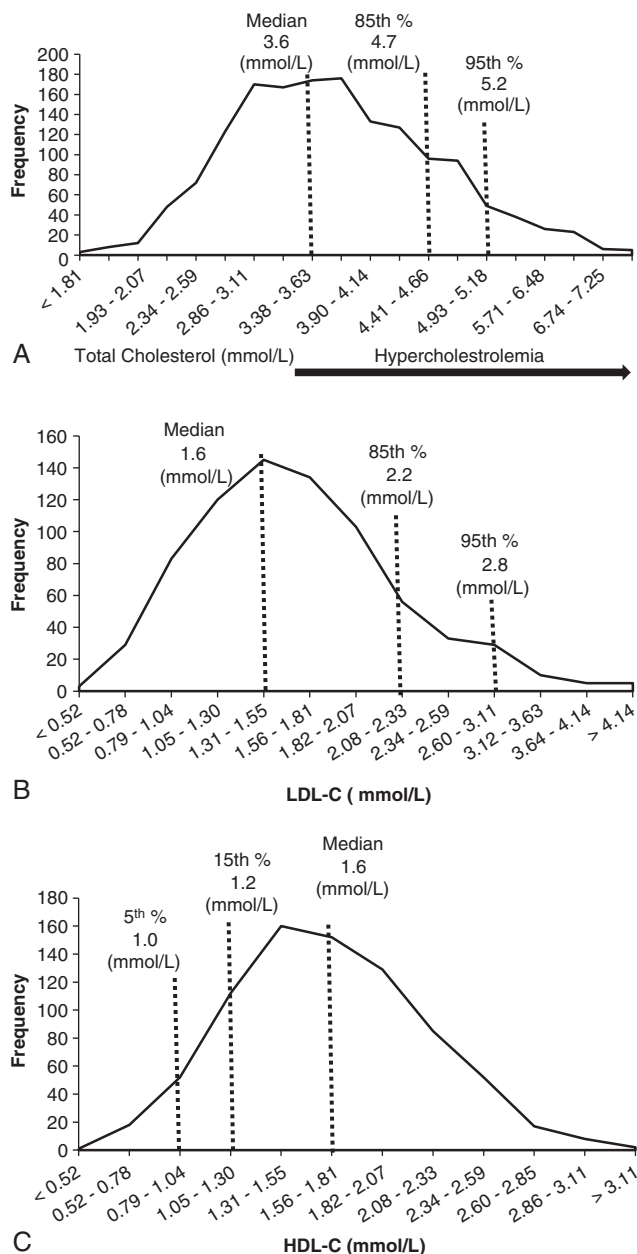 Median
3.6
(mmol/L)
85th %
4.7
(mmol/L)
95th %
5.2
(mmol/L)
Frequency
200
180
160
140
120
100
80
60
40
20
0
< 1.81
1.93 - 2.07
2.34 - 2.59
2.86 - 3.11
3.38 - 3.63
3.90 - 4.14
4.41 - 4.66
4.93 - 5.18
5.71 - 6.48
6.74 - 7.25
A
Total Cholesterol (mmol/L)
Hypercholestrolemia
Median
1.6
(mmol/L)
85th %
2.2
(mmol/L)
95th %
2.8
(mmol/L)
Frequency
160
140
120
100
80
60
40
20
0
< 0.52
0.52 - 0.78
0.79 - 1.04
1.05 - 1.30
1.31 - 1.55
1.56 - 1.81
1.82 - 2.07
2.08 - 2.33
2.34 - 2.59
2.60 - 3.11
3.12 - 3.63
3.64 - 4.14
> 4.14
B
LDL-C ( mmol/L)
5th %
1.0
(mmol/L)
15th %
1.2
(mmol/L)
Median
1.6
(mmol/L)
Frequency
180
160
140
120
100
80
60
40
20
0
< 0.52
0.52 - 0.78
0.79 - 1.04
1.05 - 1.30
1.31 - 1.55
1.56 - 1.81
1.82 - 2.07
2.08 - 2.33
2.34 - 2.59
2.60 - 2.85
2.86 - 3.11
> 3.11
C
HDL-C (mmol/L)